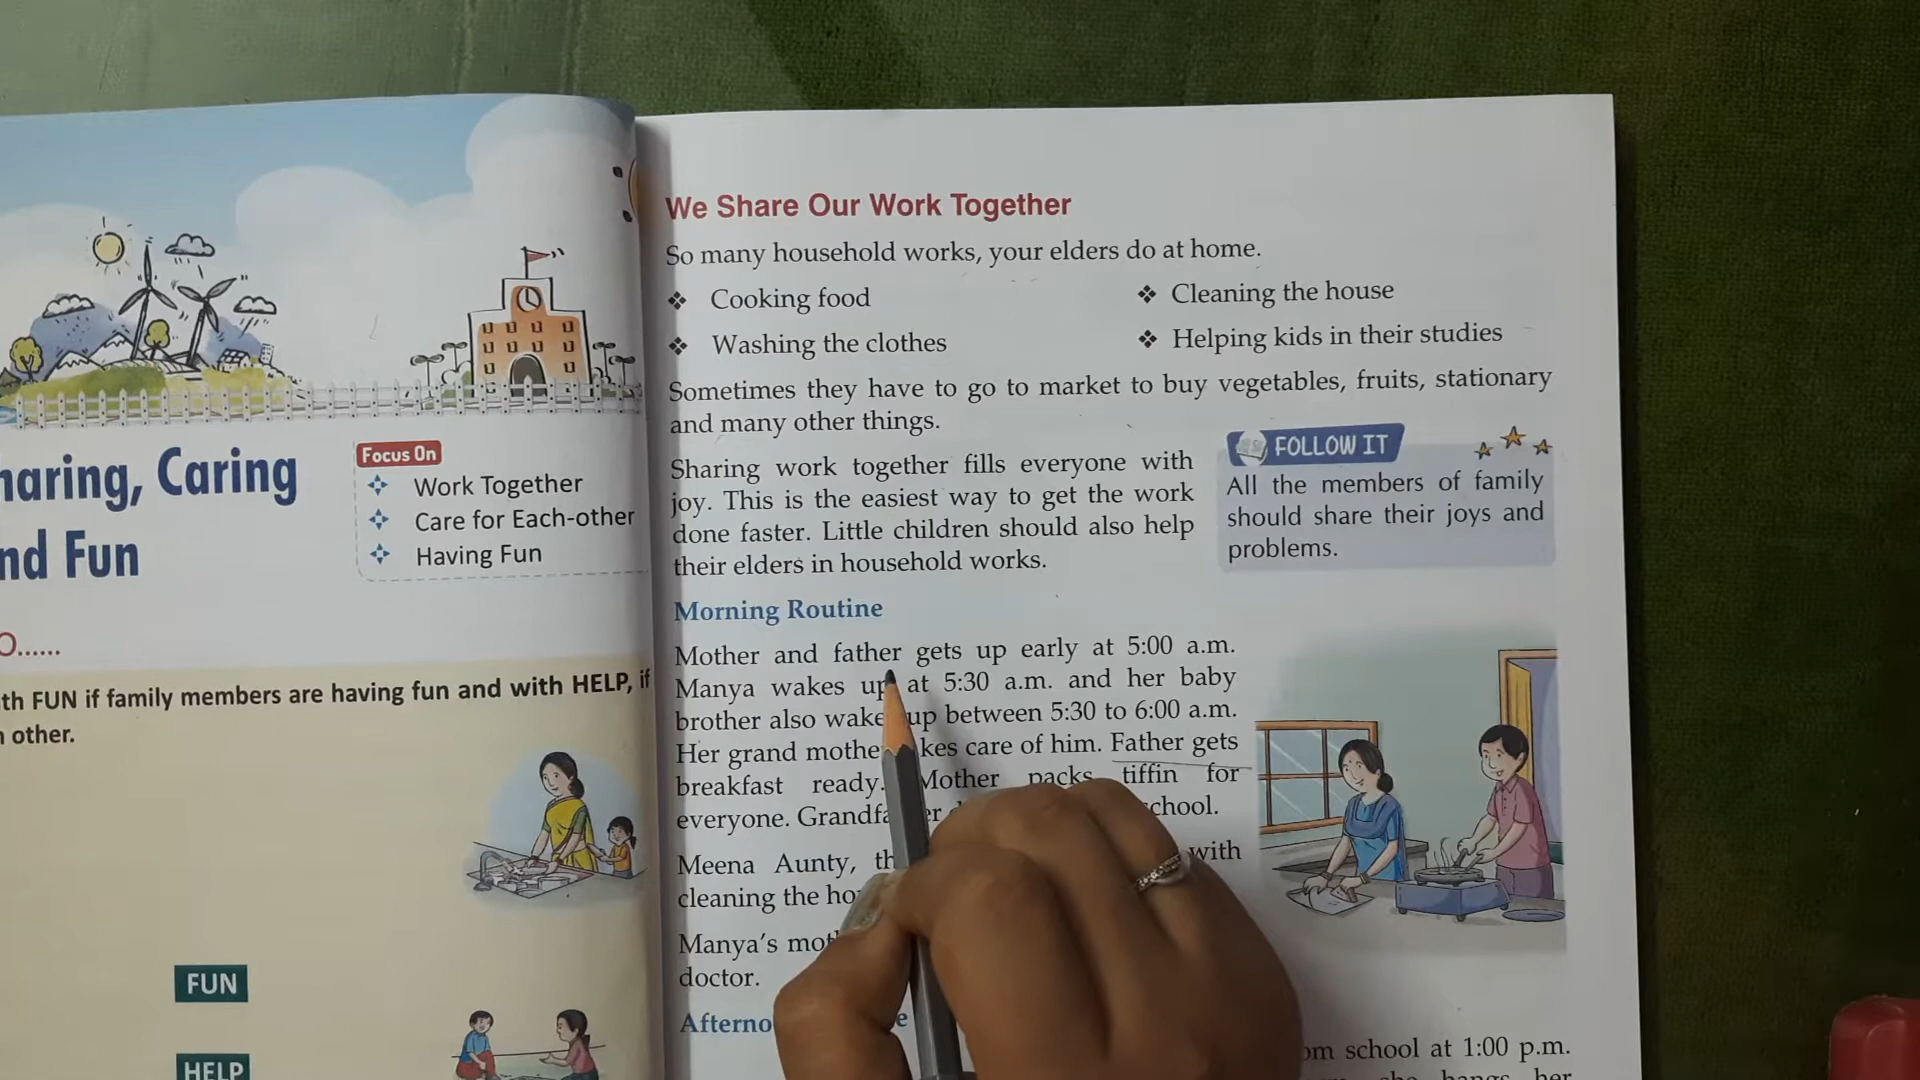 haring, Caring
nd Fun
Focus On
Work Together
Care for Each-other
Having Fun
O......
th FUN if family members are having fun and with HELP, if
other.
FUN
HELP
We Share Our Work Together
So many household works, your elders do at home.
❖ Cooking food
❖ Cleaning the house
❖ Washing the clothes
❖ Helping kids in their studies
Sometimes they have to go to market to buy vegetables, fruits, stationary
and many other things.
Sharing work together fills everyone with
joy. This is the easiest way to get the work
done faster. Little children should also help
their elders in household works.
FOLLOW IT
All the members of family
should share their joys and
problems.
Morning Routine
Mother and father gets up early at 5:00 a.m.
Manya wakes up at 5:30 a.m. and her baby
brother also wake up between 5:30 to 6:00 a.m.
Her grand mothe kes care of him. Father gets
breakfast ready. Mother packs tiffin for
everyone. Grandfa er school.
Meena Aunty, th with
cleaning the ho
Manya's mot
doctor.
Afterno e
om school at 1:00 p.m.
she hangs her